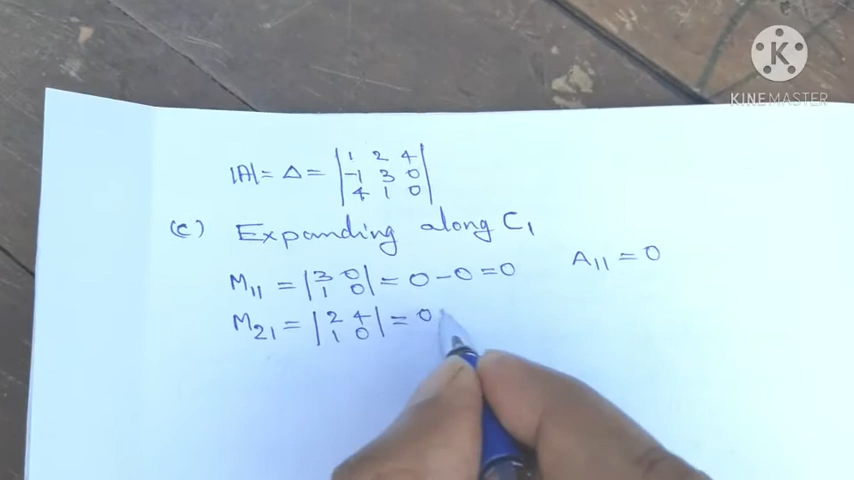 K
KINEMASTER
|A| = Δ = | 1 2 4 |
| -1 3 0 |
| 4 1 0 |
(c) Expanding along C₁
M₁₁ = | 3 0 | = 0 - 0 = 0 A₁₁ = 0
| 1 0 |
M₂₁ = | 2 4 | = 0
| 1 0 |